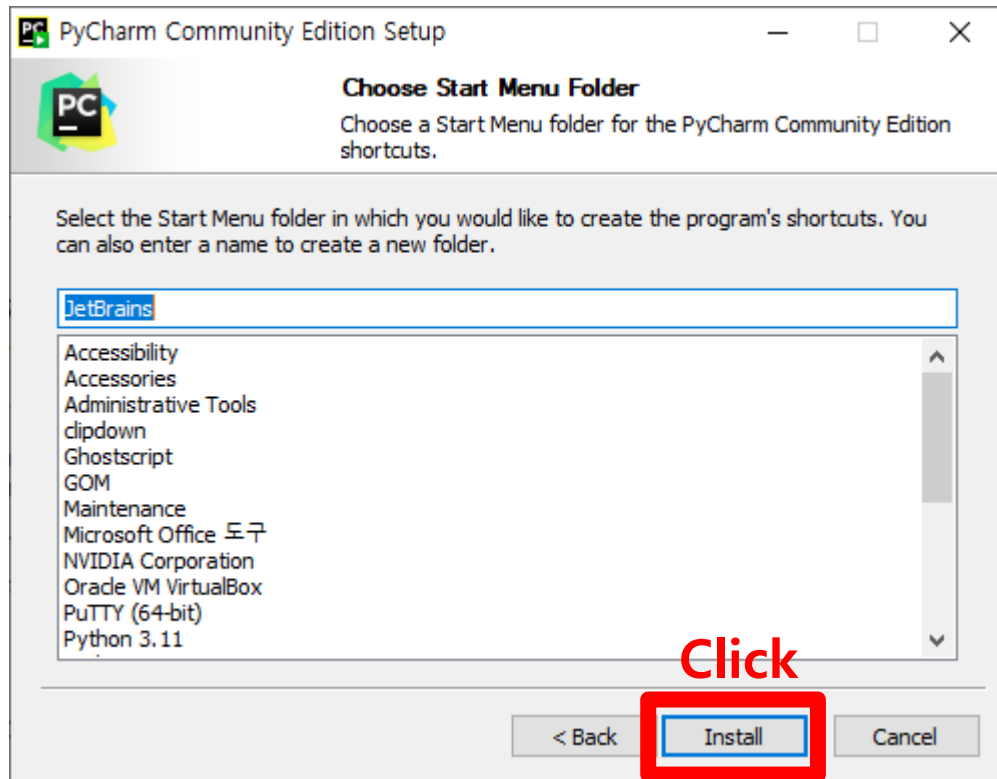 PyCharm Community Edition Setup
PC
Choose Start Menu Folder
Choose a Start Menu folder for the PyCharm Community Edition
shortcuts.
Select the Start Menu folder in which you would like to create the program's shortcuts. You
can also enter a name to create a new folder.
JetBrains
Accessibility
Accessories
Administrative Tools
clipdown
Ghostscript
GOM
Maintenance
Microsoft Office 도구
NVIDIA Corporation
Oracle VM VirtualBox
PuTTY (64-bit)
Python 3.11
Click
< Back Install Cancel